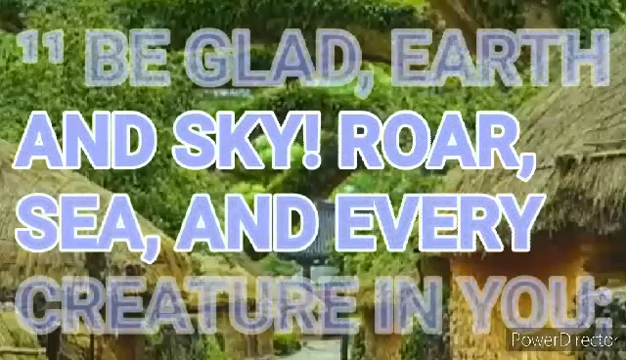 ¹¹ BE GLAD, EARTH
AND SKY! ROAR,
SEA, AND EVERY
CREATURE IN YOU;
PowerDirector